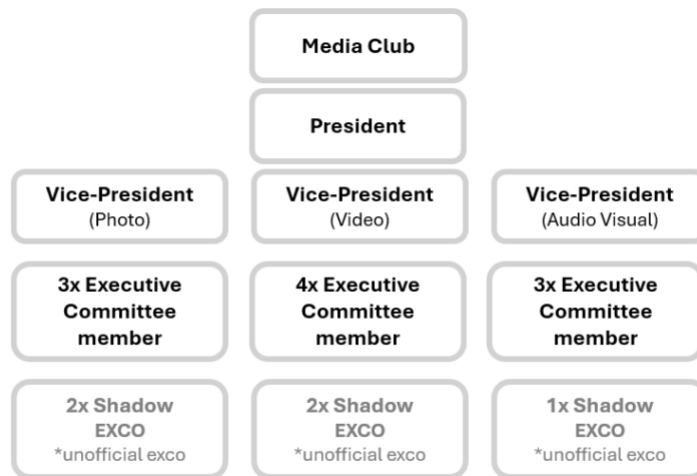 Media Club
President
Vice-President
(Photo)
Vice-President
(Video)
Vice-President
(Audio Visual)
3x Executive
Committee
member
4x Executive
Committee
member
3x Executive
Committee
member
2x Shadow
EXCO
*unofficial exco
2x Shadow
EXCO
*unofficial exco
1x Shadow
EXCO
*unofficial exco